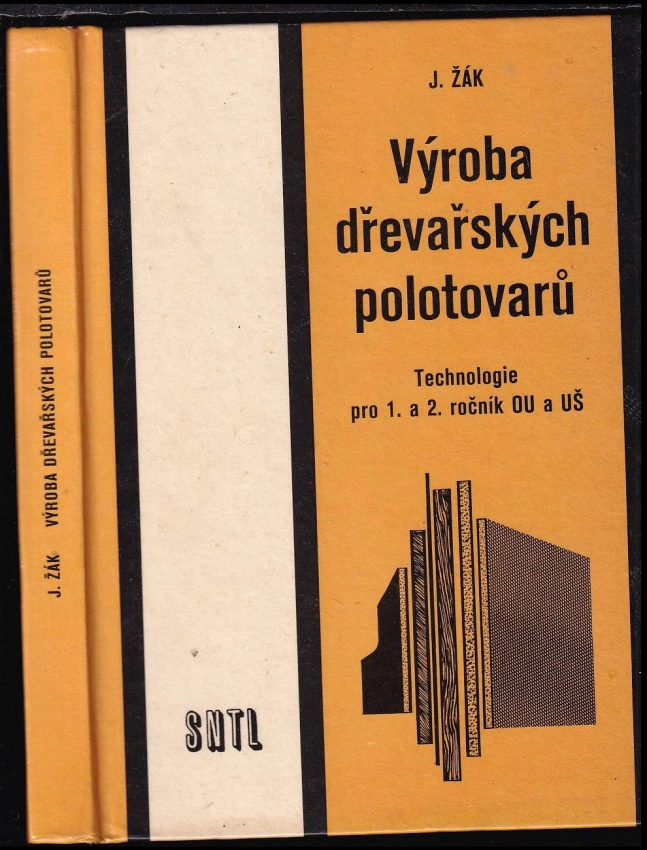 J. ŽÁK
Výroba
dřevařských
polotovarů
Technologie
pro 1. a 2. ročník OU a UŠ
SNTL
J. ŽÁK VÝROBA DŘEVAŘSKÝCH POLOTOVARŮ